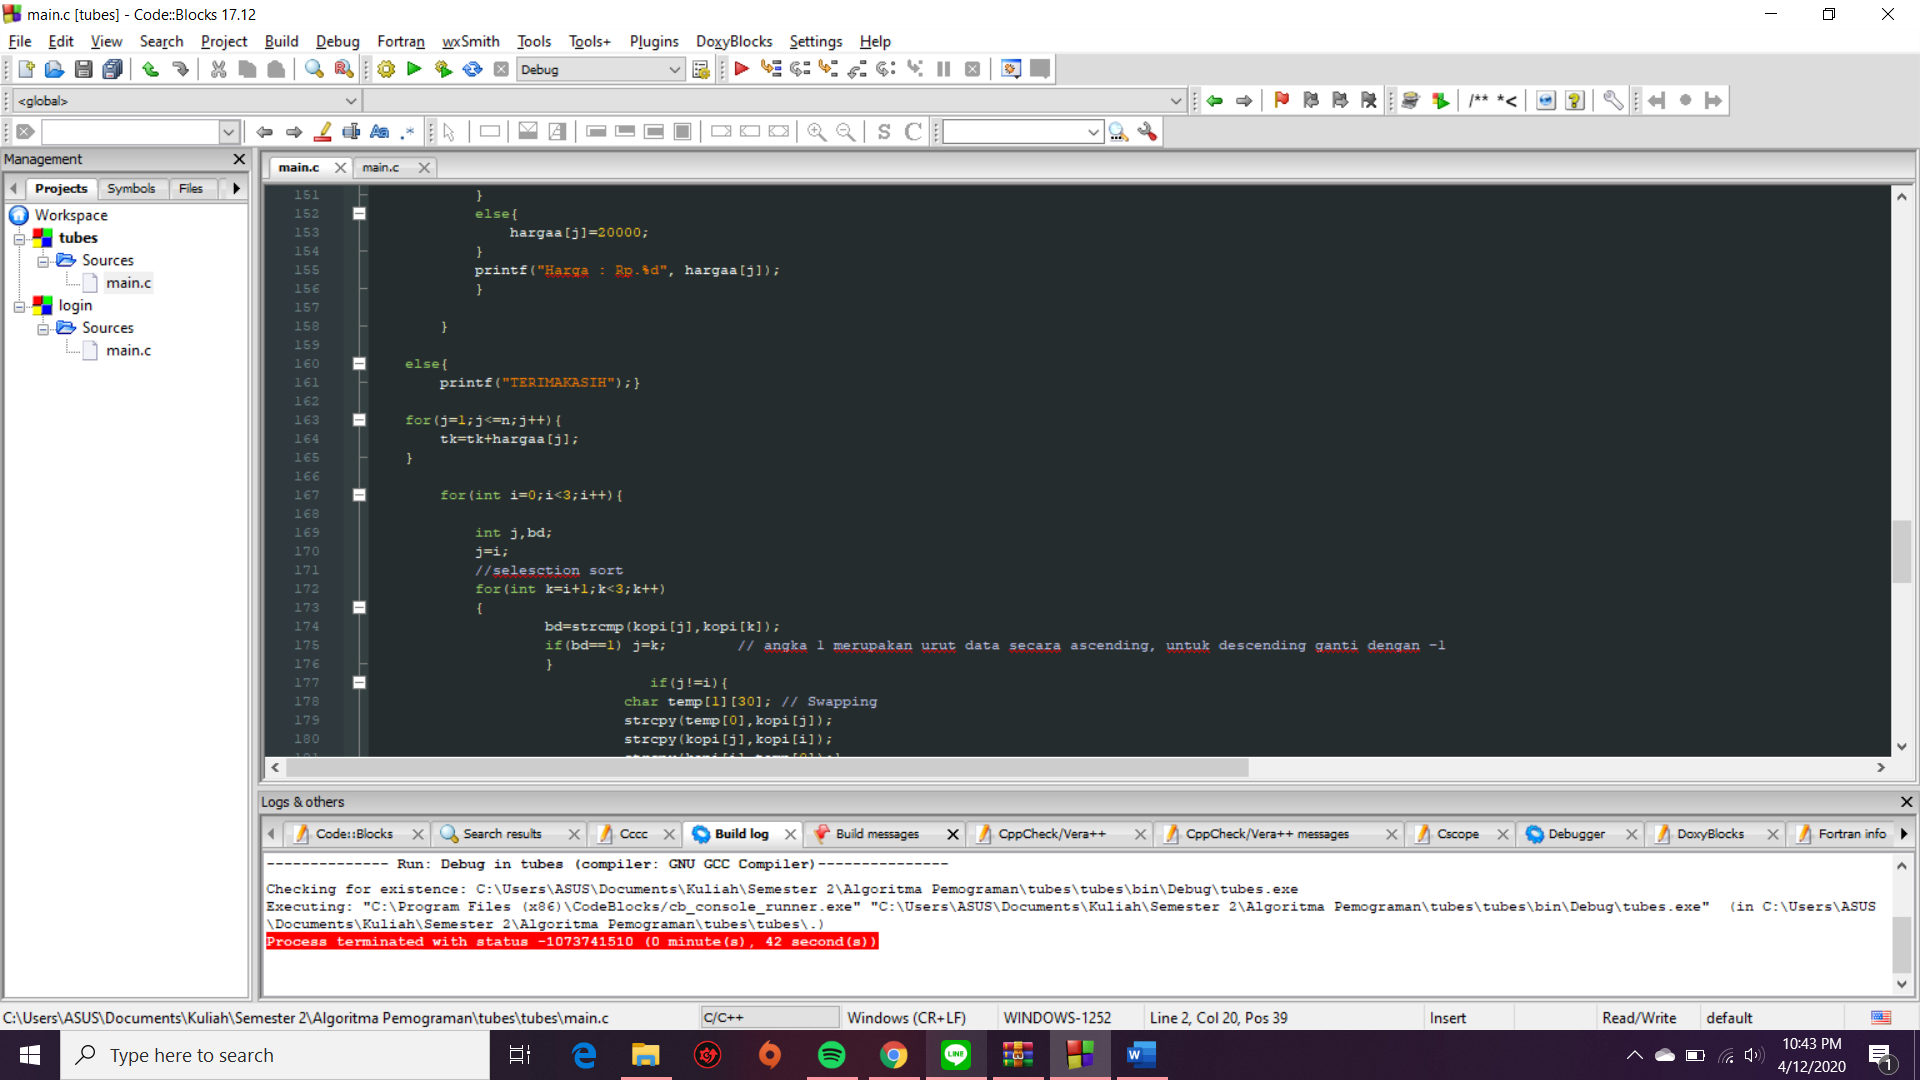 main.c [tubes] - Code::Blocks 17.12
File Edit View Search Project Build Debug Fortran wxSmith Tools Tools+ Plugins DoxyBlocks Settings Help
Debug
<global>
/** *<
Aa .*
S C
Management
main.c main.c
Projects Symbols Files
Workspace
tubes
Sources
main.c
login
Sources
main.c
151 }
152 else{
153 hargaa[j]=20000;
154 }
155 printf("Harga : Rp.%d", hargaa[j]);
156 }
157
158 }
159
160 else{
161 printf("TERIMAKASIH");}
162
163 for(j=1;j<=n;j++){
164 tk=tk+hargaa[j];
165 }
166
167 for(int i=0;i<3;i++){
168
169 int j,bd;
170 j=i;
171 //selesction sort
172 for(int k=i+1;k<3;k++)
173 {
174 bd=strcmp(kopi[j],kopi[k]);
175 if(bd==1) j=k; // angka 1 merupakan urut data secara ascending, untuk descending ganti dengan -1
176 }
177 if(j!=i){
178 char temp[1][30]; // Swapping
179 strcpy(temp[0],kopi[j]);
180 strcpy(kopi[j],kopi[i]);
Logs & others
Code::Blocks Search results Cccc Build log Build messages CppCheck/Vera++ CppCheck/Vera++ messages Cscope Debugger DoxyBlocks Fortran info
-------------- Run: Debug in tubes (compiler: GNU GCC Compiler)---------------
Checking for existence: C:\Users\ASUS\Documents\Kuliah\Semester 2\Algoritma Pemograman\tubes\tubes\bin\Debug\tubes.exe
Executing: "C:\Program Files (x86)\CodeBlocks/cb_console_runner.exe" "C:\Users\ASUS\Documents\Kuliah\Semester 2\Algoritma Pemograman\tubes\tubes\bin\Debug\tubes.exe"  (in C:\Users\ASUS
\Documents\Kuliah\Semester 2\Algoritma Pemograman\tubes\tubes\.)
Process terminated with status -1073741510 (0 minute(s), 42 second(s))
C:\Users\ASUS\Documents\Kuliah\Semester 2\Algoritma Pemograman\tubes\tubes\main.c C/C++ Windows (CR+LF) WINDOWS-1252 Line 2, Col 20, Pos 39 Insert Read/Write default
Type here to search
LINE
10:43 PM
4/12/2020
1